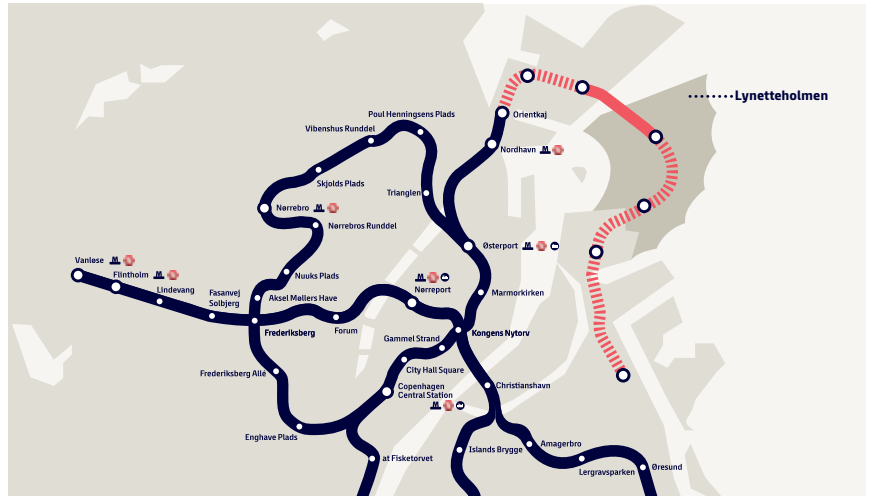 Lynetteholmen
Poul Henningsens Plads
Orientkaj
Vibenshus Runddel
Nordhavn
Skjolds Plads
Trianglen
Nørrebro
Nørrebros Runddel
Østerport
Vanløse
Flintholm
Nuuks Plads
Lindevang
Nørreport
Fasanvej
Solbjerg
Aksel Møllers Have
Marmorkirken
Frederiksberg
Forum
Kongens Nytorv
Gammel Strand
City Hall Square
Frederiksberg Allé
Copenhagen
Central Station
Christianshavn
Enghave Plads
Islands Brygge
Amagerbro
at Fisketorvet
Lergravsparken
Øresund